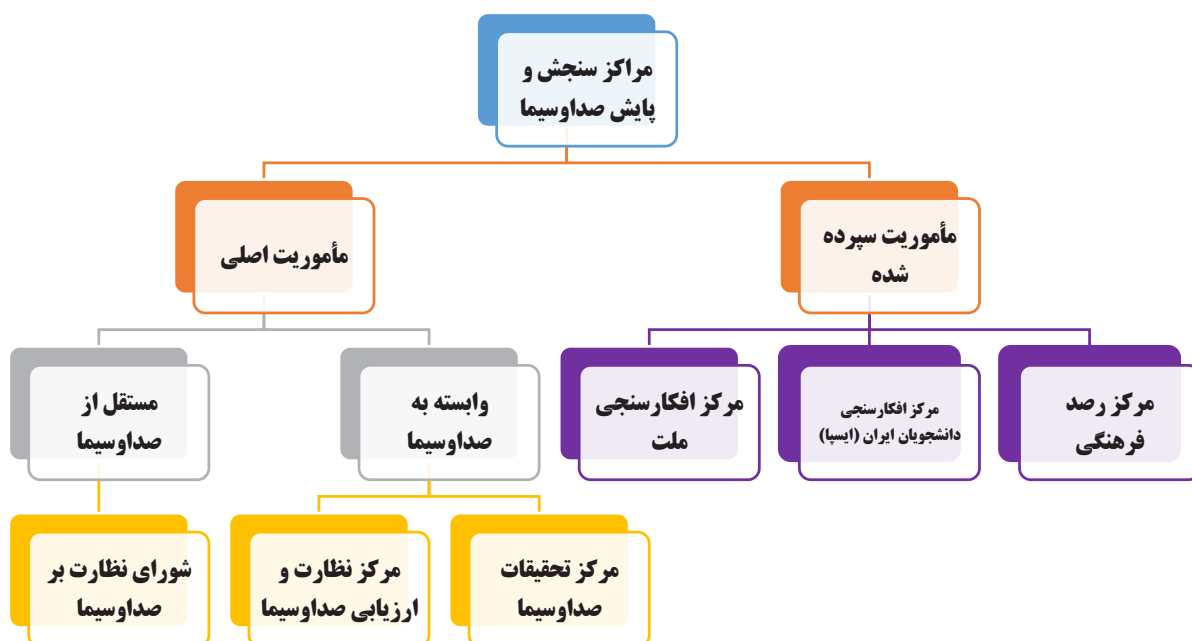 مراکز سنجش و
پایش صداوسیما
مأموریت سپرده
شده
مأموریت اصلی
مرکز رصد
فرهنگی
مرکز افکارسنجی
دانشجویان ایران (ایسپا)
مرکز افکارسنجی
ملت
وابسته به
صداوسیما
مستقل از
صداوسیما
مرکز تحقیقات
صداوسیما
مرکز نظارت و
ارزیابی صداوسیما
شورای نظارت بر
صداوسیما